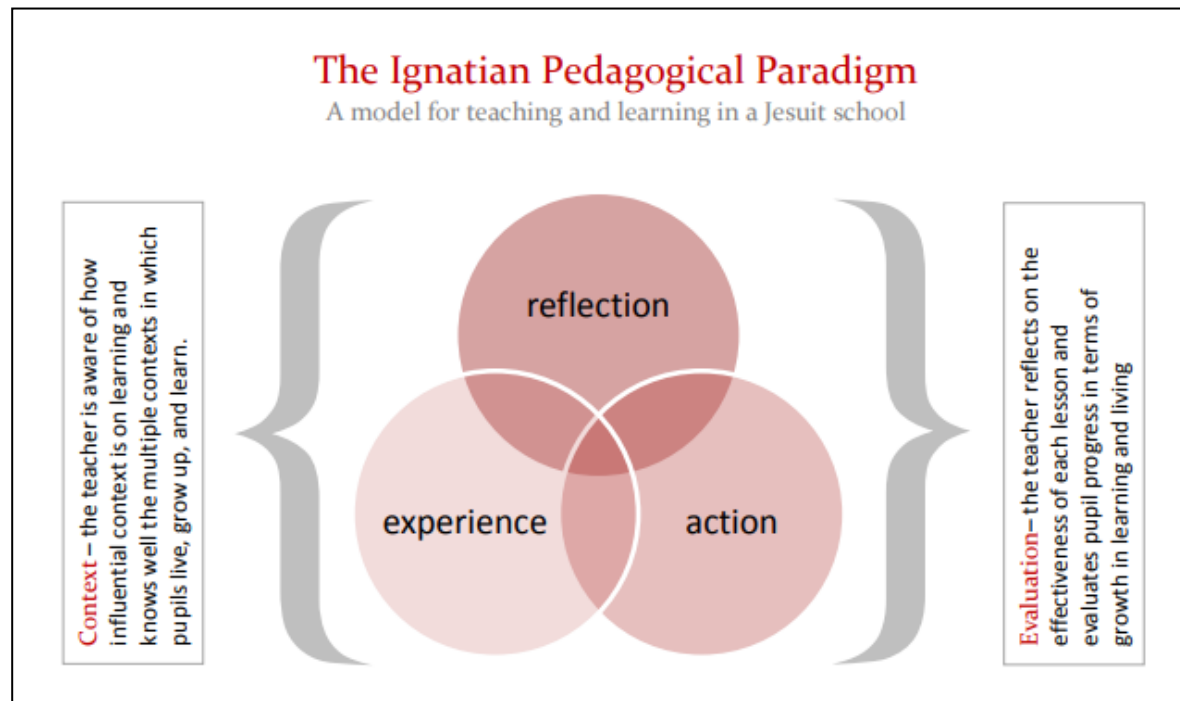 The Ignatian Pedagogical Paradigm
A model for teaching and learning in a Jesuit school
Context – the teacher is aware of how
influential context is on learning and
knows well the multiple contexts in which
pupils live, grow up, and learn.
reflection
experience
action
Evaluation– the teacher reflects on the
effectiveness of each lesson and
evaluates pupil progress in terms of
growth in learning and living